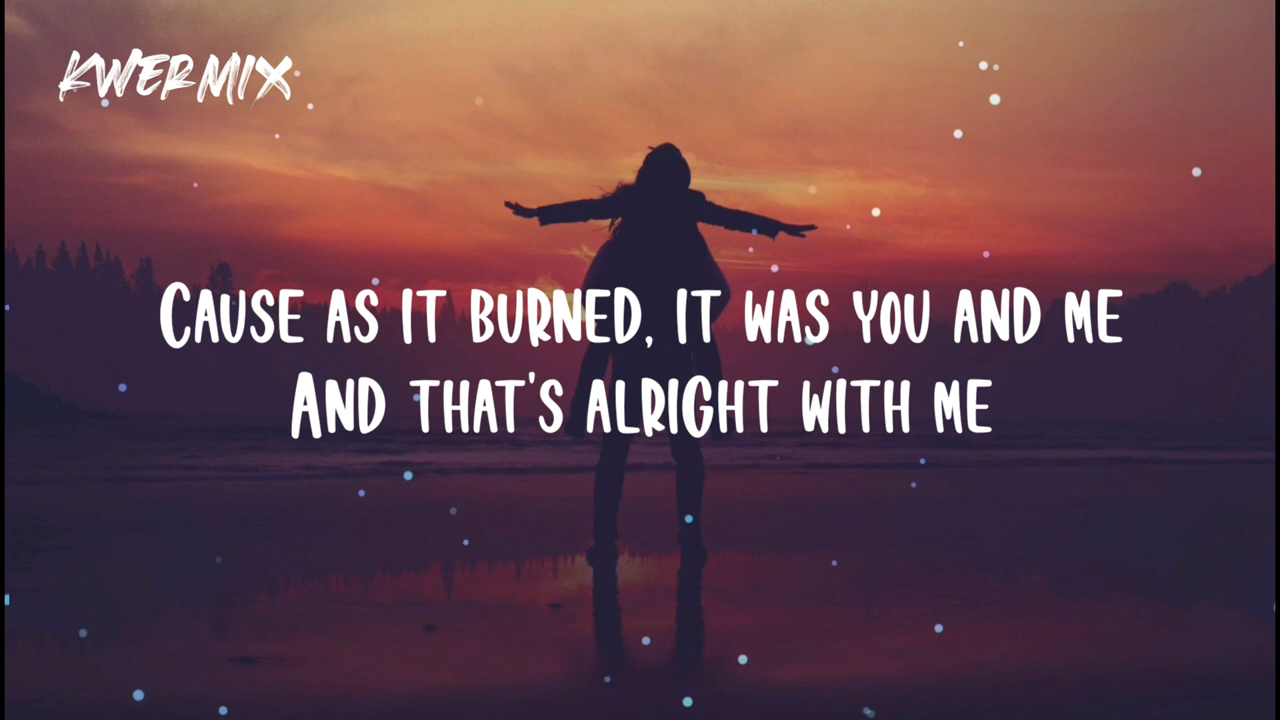 KWERMIX
CAUSE AS IT BURNED, IT WAS YOU AND ME
AND THAT'S ALRIGHT WITH ME